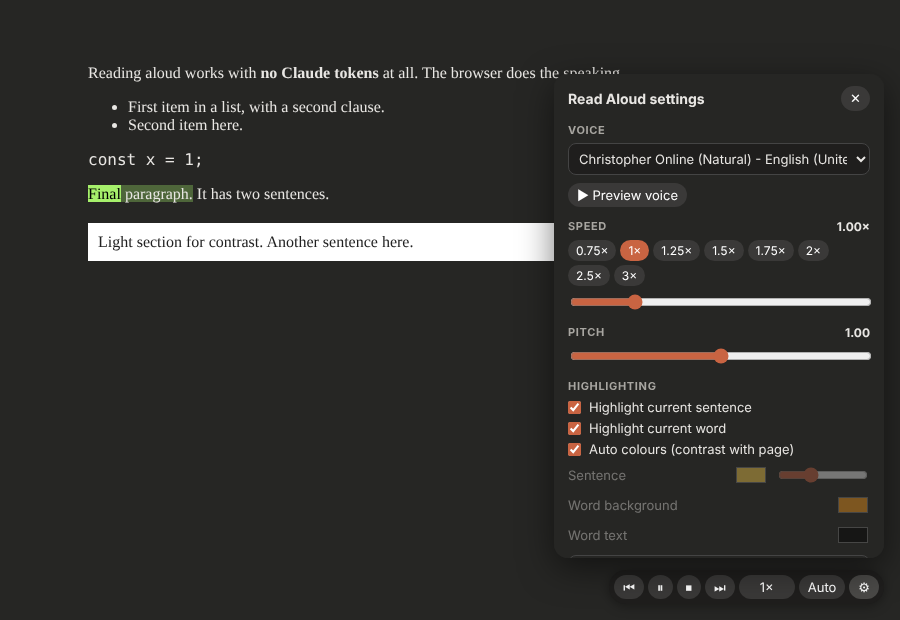 Reading aloud works with no Claude tokens at all. The browser does the speaking
First item in a list, with a second clause.
Second item here.
const x = 1;
Final paragraph. It has two sentences.
Light section for contrast. Another sentence here.
Read Aloud settings
VOICE
Christopher Online (Natural) - English (Unite
Preview voice
SPEED 1.00×
0.75× 1× 1.25× 1.5× 1.75× 2×
2.5× 3×
PITCH 1.00
HIGHLIGHTING
Highlight current sentence
Highlight current word
Auto colours (contrast with page)
Sentence
Word background
Word text
1× Auto